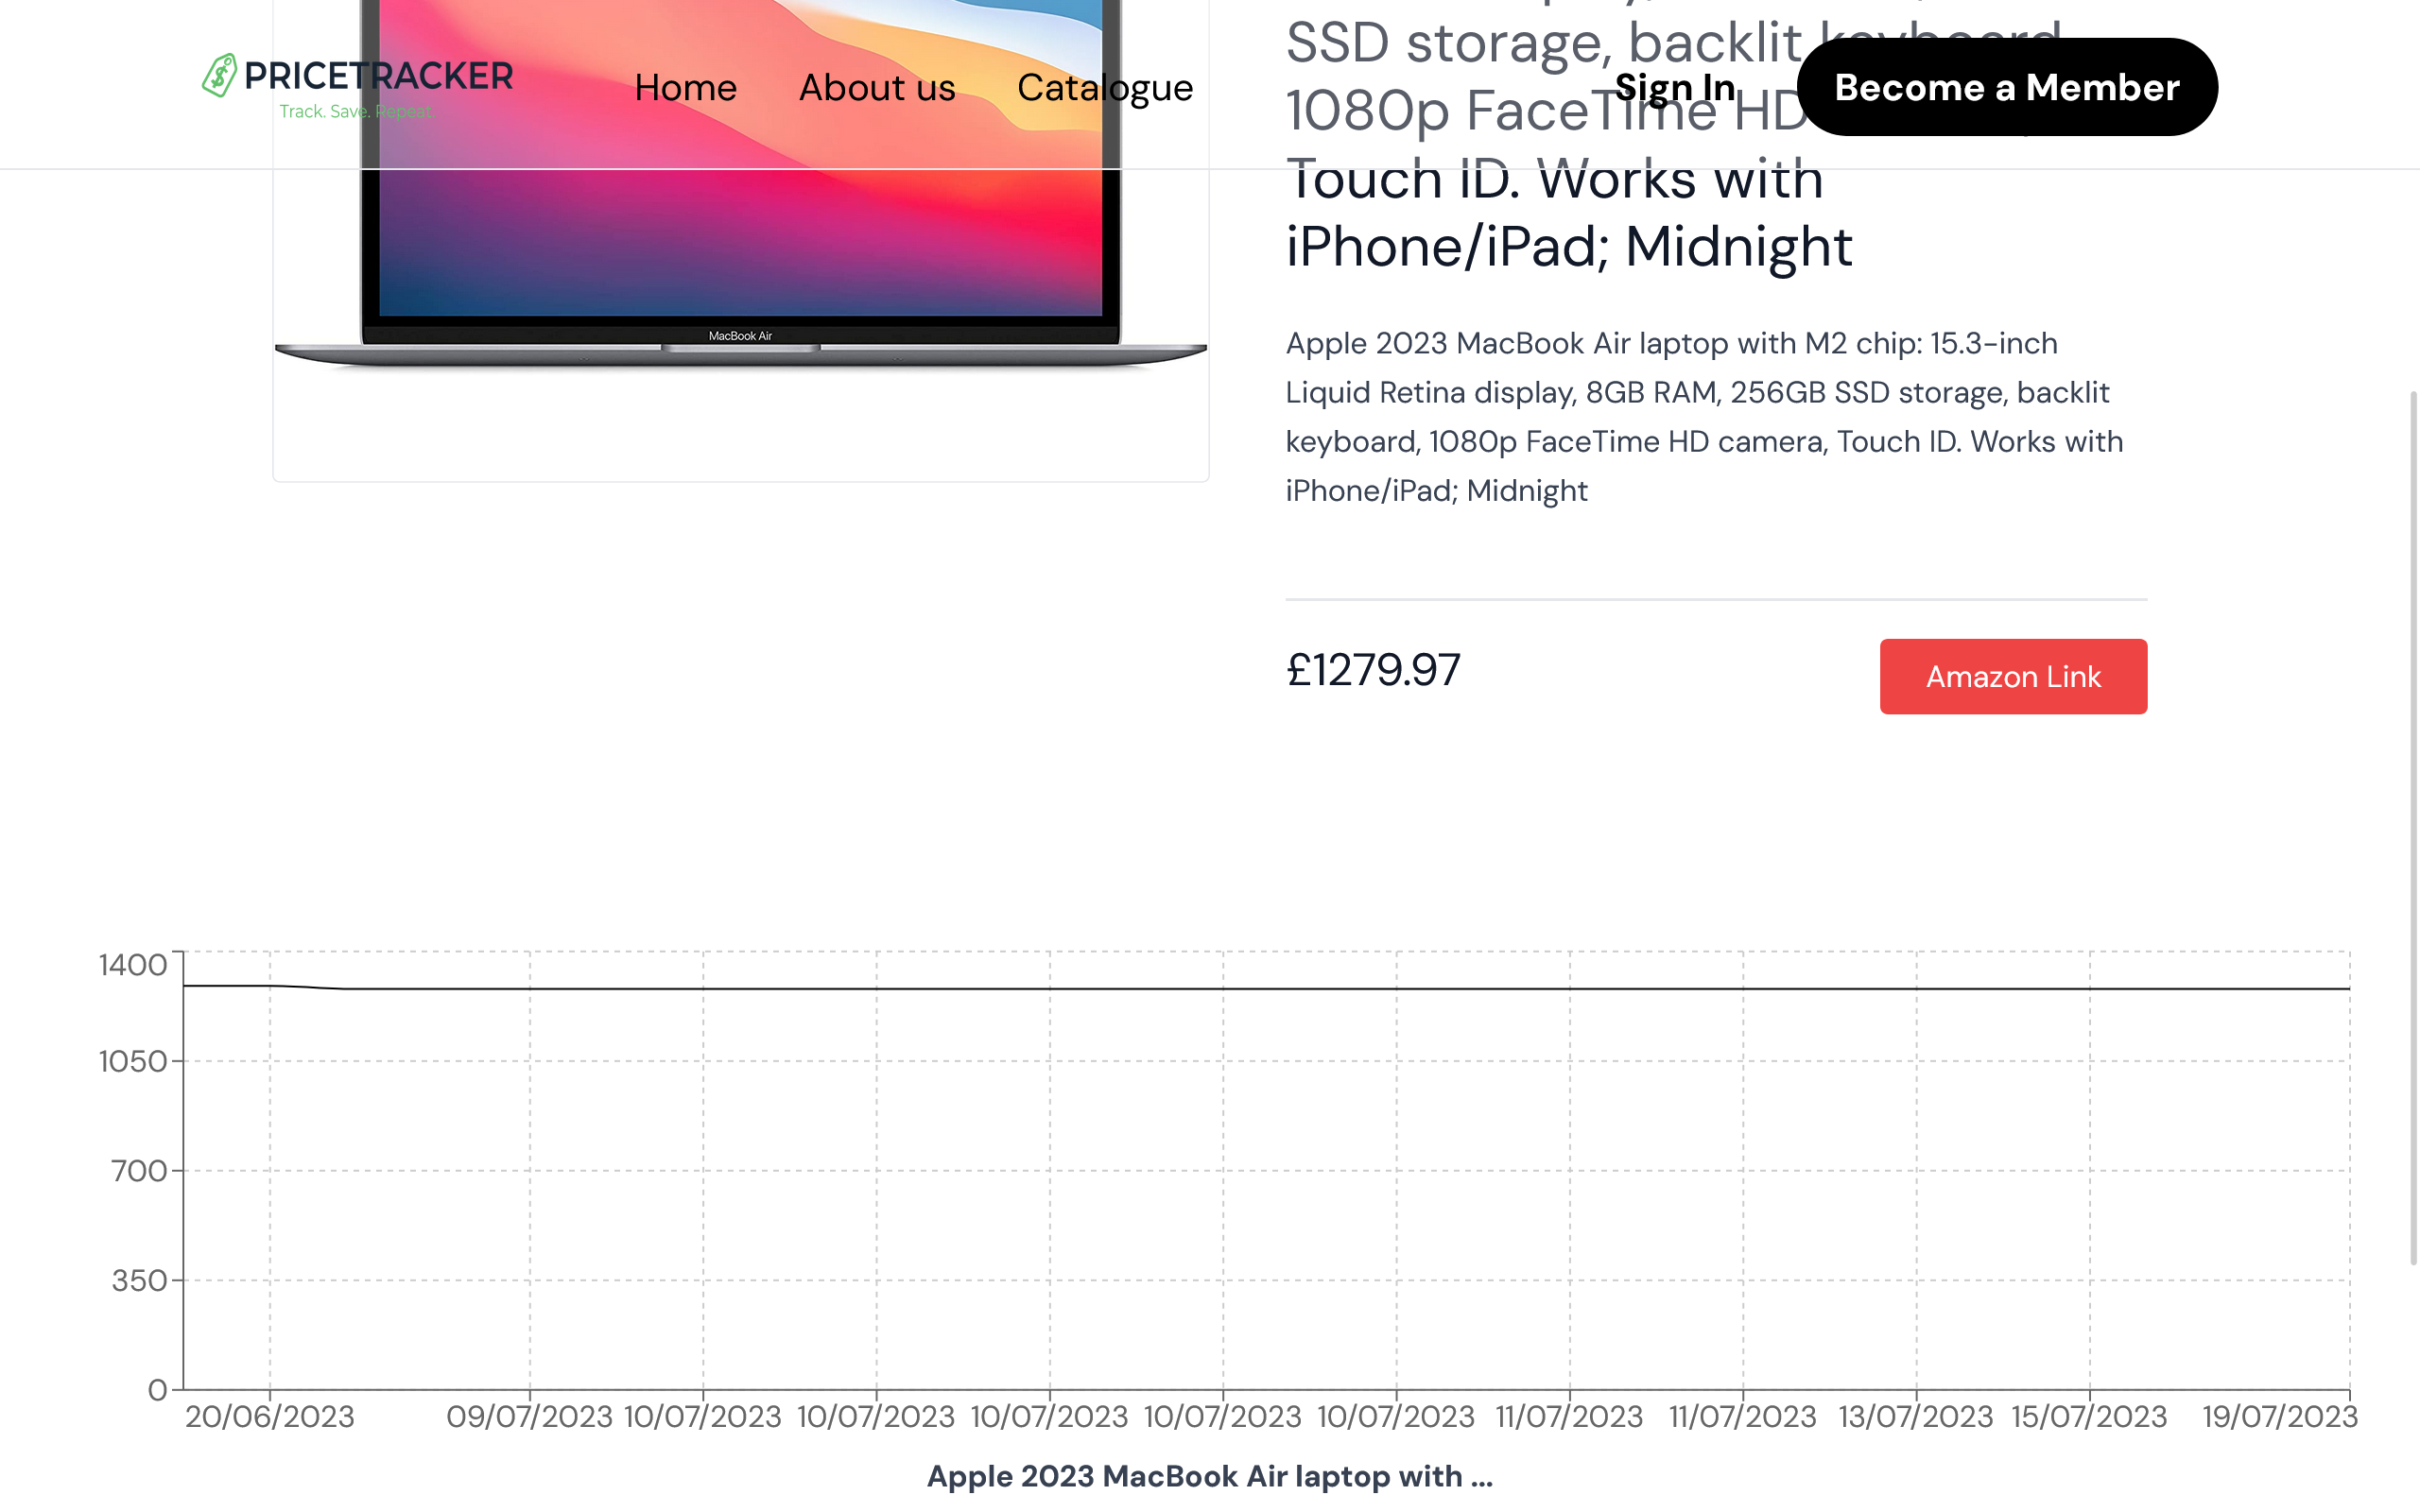 PRICETRACKER
Track. Save. Repeat.
Home
About us
Catalogue
Sign In
Become a Member
SSD storage, backlit keyboard,
1080p FaceTime HD
Touch ID. Works with
iPhone/iPad; Midnight
MacBook Air
Apple 2023 MacBook Air laptop with M2 chip: 15.3-inch
Liquid Retina display, 8GB RAM, 256GB SSD storage, backlit
keyboard, 1080p FaceTime HD camera, Touch ID. Works with
iPhone/iPad; Midnight
£1279.97
Amazon Link
1400
1050
700
350
0
20/06/2023 09/07/2023 10/07/2023 10/07/2023 10/07/2023 10/07/2023 10/07/2023 11/07/2023 11/07/2023 13/07/2023 15/07/2023 19/07/2023
Apple 2023 MacBook Air laptop with ...